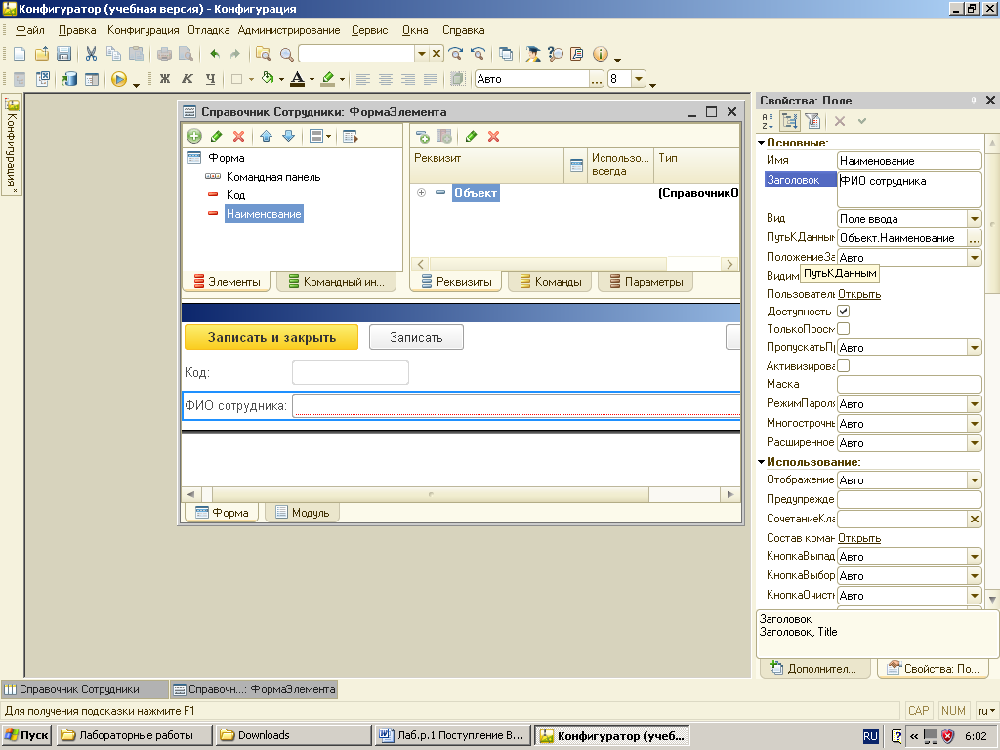 Конфигуратор (учебная версия) - Конфигурация
Файл Правка Конфигурация Отладка Администрирование Сервис Окна Справка
Ж К Ч А Авто ... 8
Конфигурация
Справочник Сотрудники: ФормаЭлемента
Форма
Командная панель
Код
Наименование
Реквизит Использо... всегда Тип
Объект (СправочникО
Элементы Командный ин... Реквизиты Команды Параметры
Записать и закрыть Записать
Код:
ФИО сотрудника:
Форма Модуль
Свойства: Поле
Основные:
Имя Наименование
Заголовок ФИО сотрудника
Вид Поле ввода
ПутьКДанным Объект.Наименование ...
ПоложениеЗа Авто
Видим ПутьКДанным
Пользователь Открыть
Доступность
ТолькоПросм
ПропускатьПр Авто
Активизирова
Маска
РежимПароля Авто
Многострочн Авто
Расширенное Авто
Использование:
Отображение Авто
Предупрежде
СочетаниеКла
Состав коман Открыть
КнопкаВыпад Авто
КнопкаВыбор Авто
КнопкаОчист Авто
Заголовок
Заголовок, Title
Дополнител... Свойства: По...
Справочник Сотрудники Справочн...: ФормаЭлемента
Для получения подсказки нажмите F1 CAP NUM ru
Пуск Лабораторные работы Downloads Лаб.р.1 Поступление В... Конфигуратор (учеб... RU « 6:02